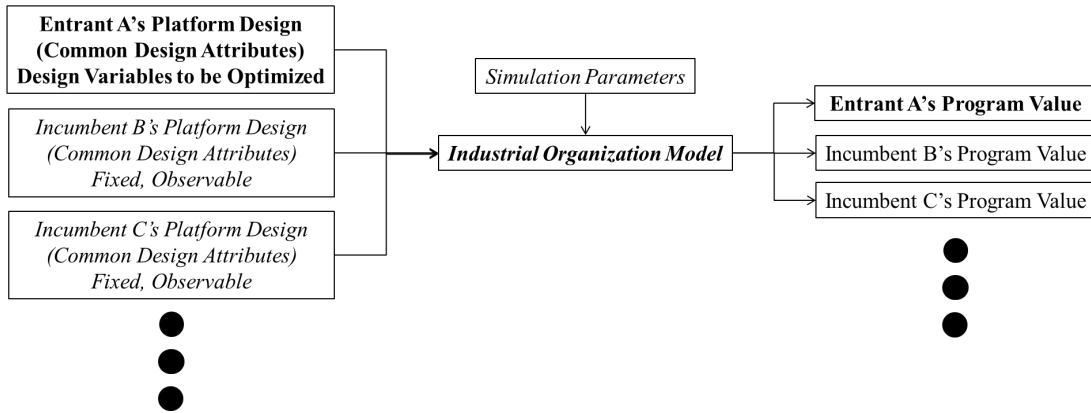 Entrant A's Platform Design
(Common Design Attributes)
Design Variables to be Optimized
Incumbent B's Platform Design
(Common Design Attributes)
Fixed, Observable
Incumbent C's Platform Design
(Common Design Attributes)
Fixed, Observable
Simulation Parameters
Industrial Organization Model
Entrant A's Program Value
Incumbent B's Program Value
Incumbent C's Program Value